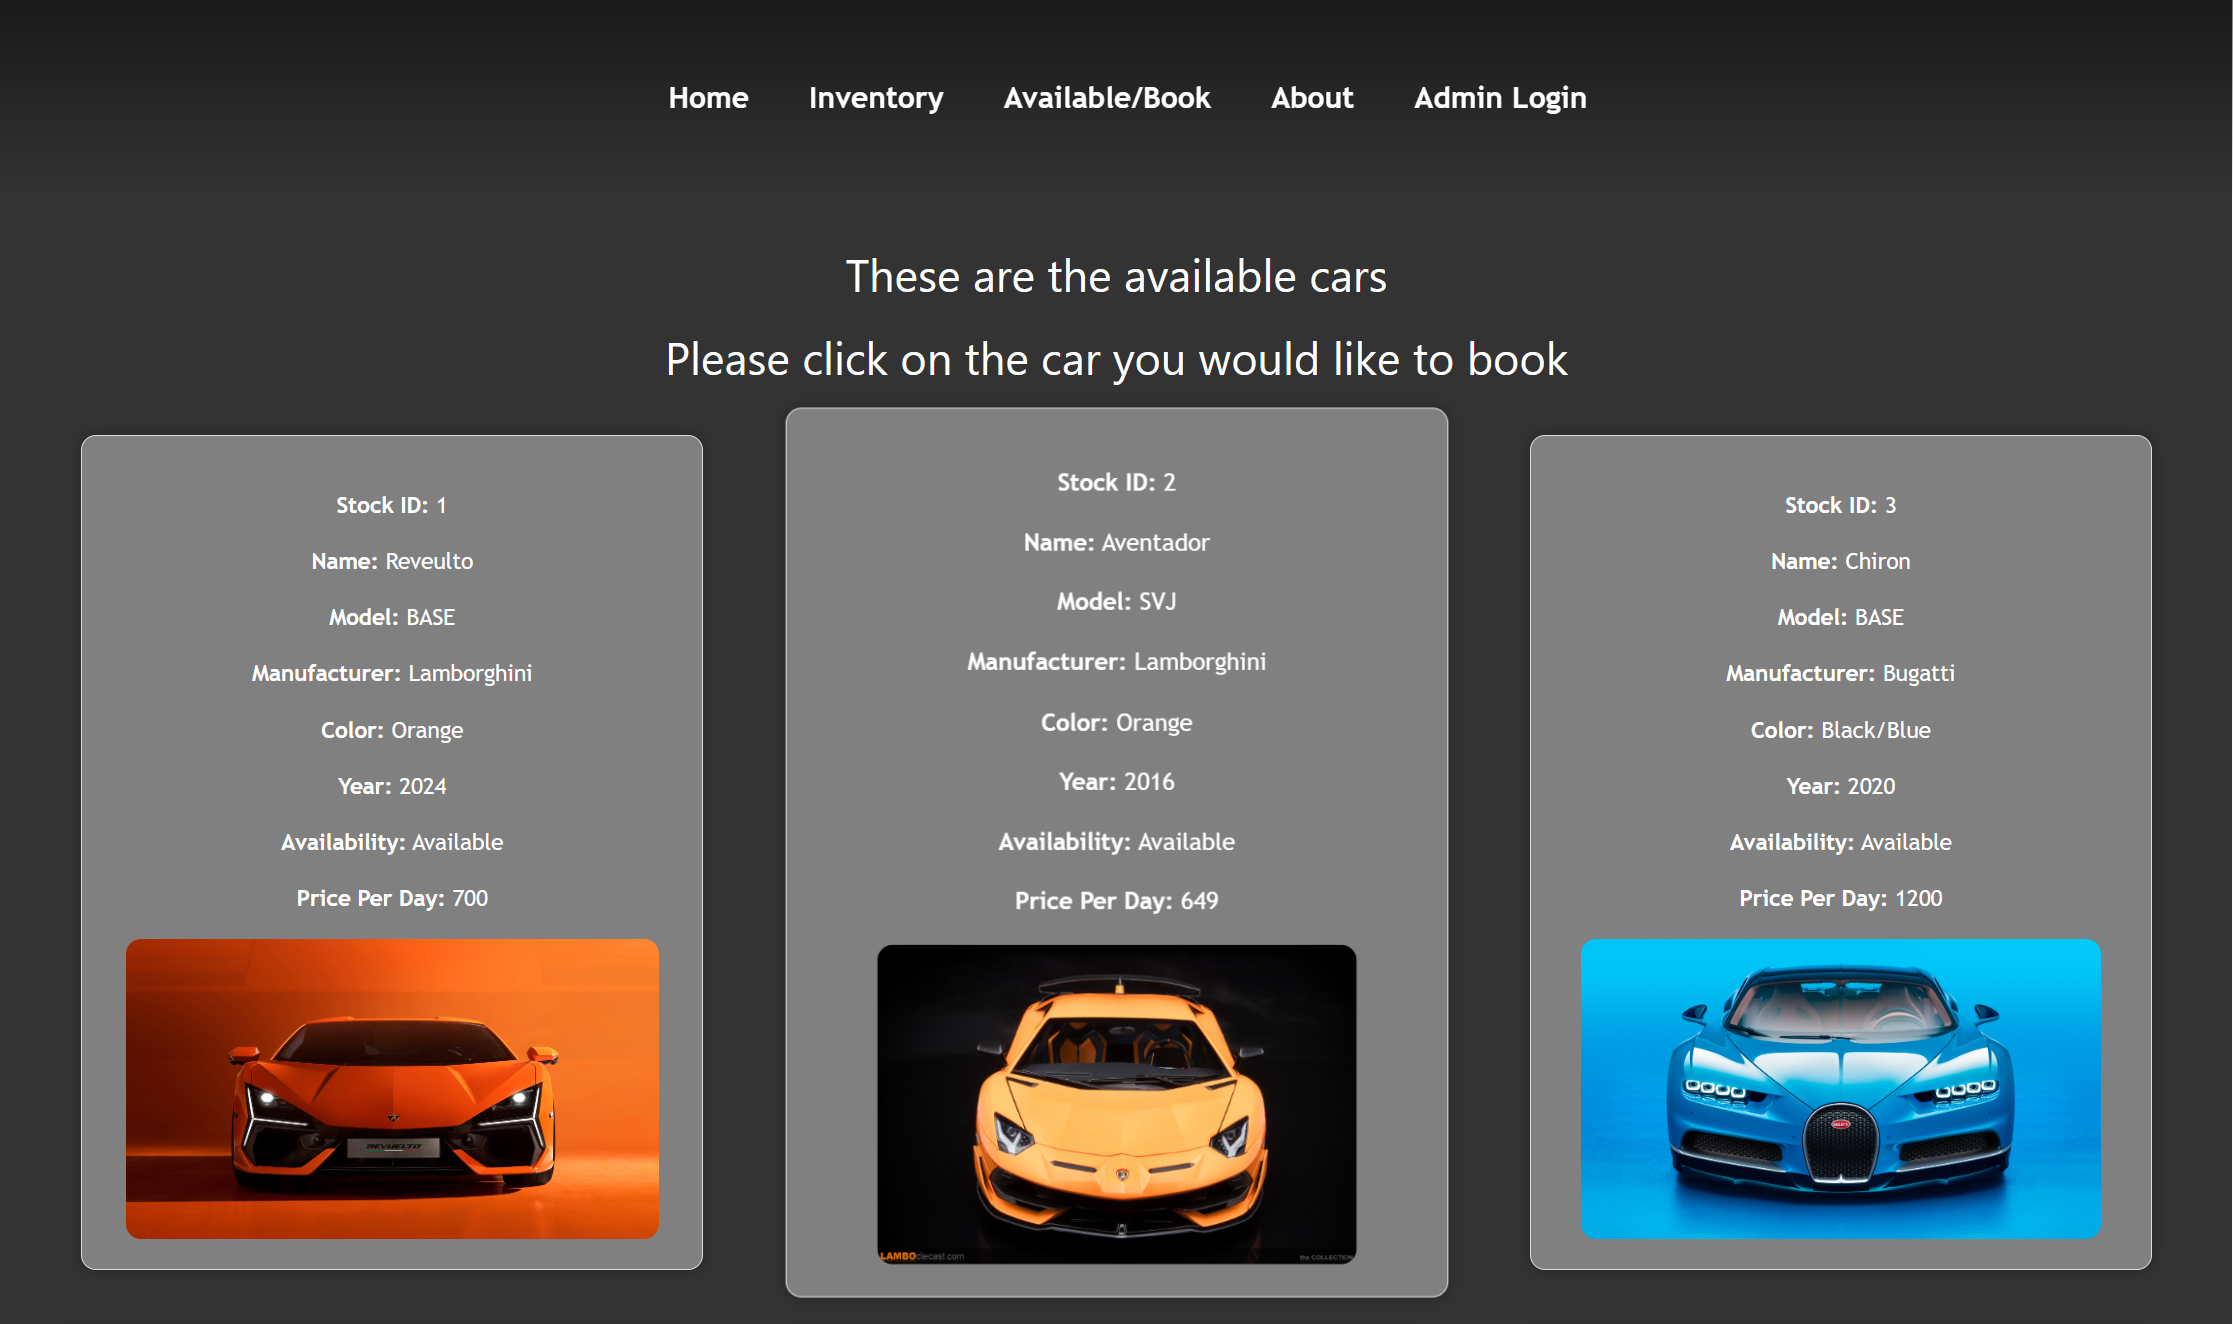 Home Inventory Available/Book About Admin Login
These are the available cars
Please click on the car you would like to book
Stock ID: 1
Name: Reveulto
Model: BASE
Manufacturer: Lamborghini
Color: Orange
Year: 2024
Availability: Available
Price Per Day: 700
REVUELTO
Stock ID: 2
Name: Aventador
Model: SVJ
Manufacturer: Lamborghini
Color: Orange
Year: 2016
Availability: Available
Price Per Day: 649
LAMBOdiecast.com
the COLLECTION
Stock ID: 3
Name: Chiron
Model: BASE
Manufacturer: Bugatti
Color: Black/Blue
Year: 2020
Availability: Available
Price Per Day: 1200